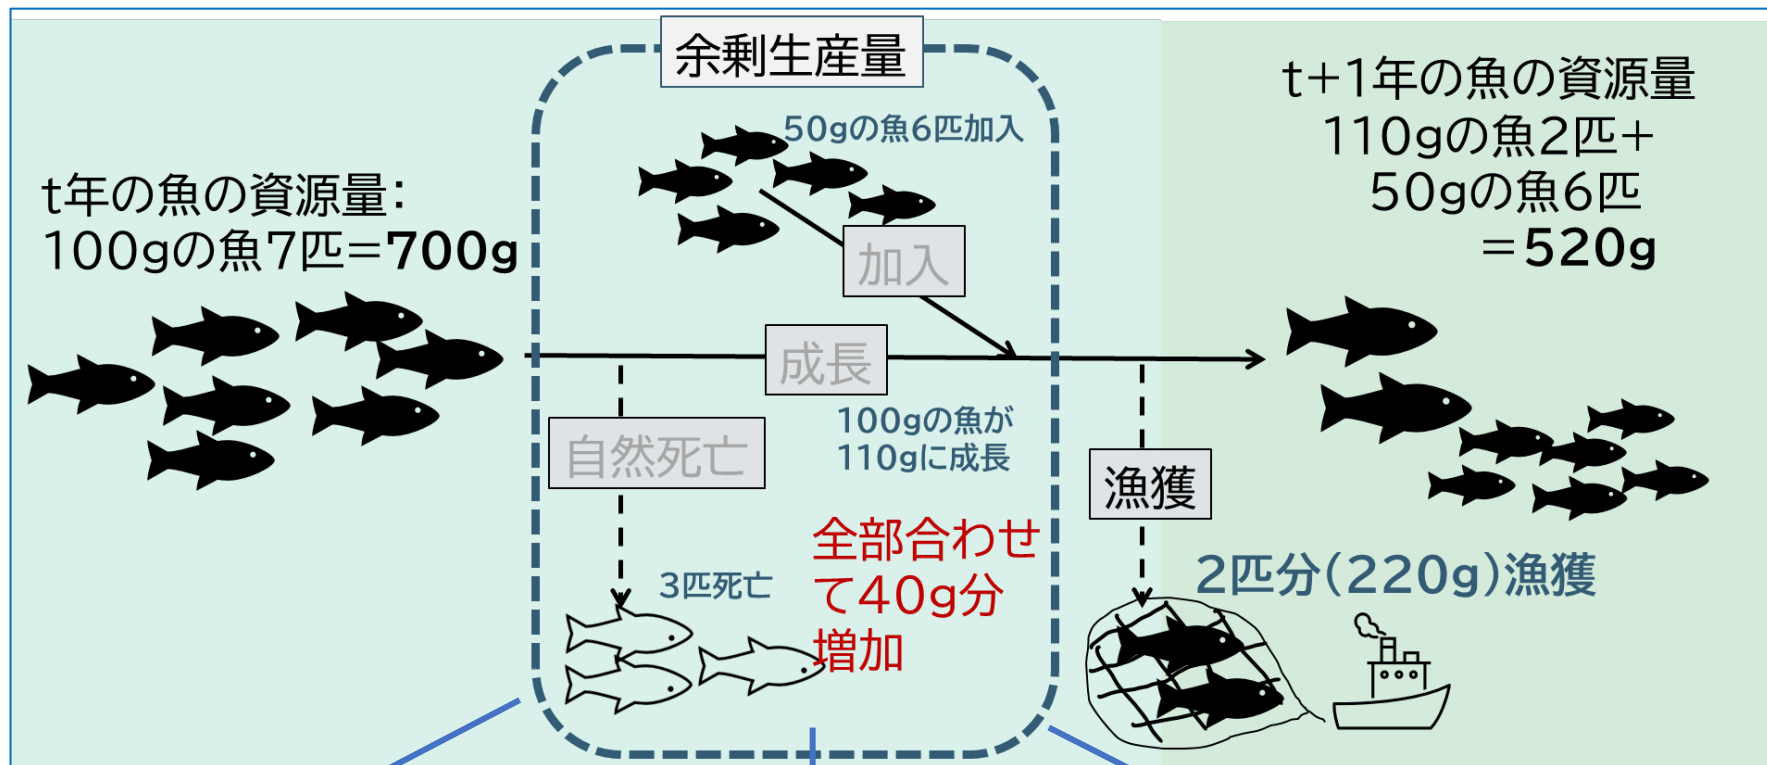 余剰生産量
50gの魚6匹加入
t年の魚の資源量：
100gの魚7匹=700g
加入
成長
100gの魚が
110gに成長
自然死亡
3匹死亡
全部合わせ
て40g分
増加
漁獲
2匹分(220g)漁獲
t+1年の魚の資源量
110gの魚2匹+
50gの魚6匹
=520g